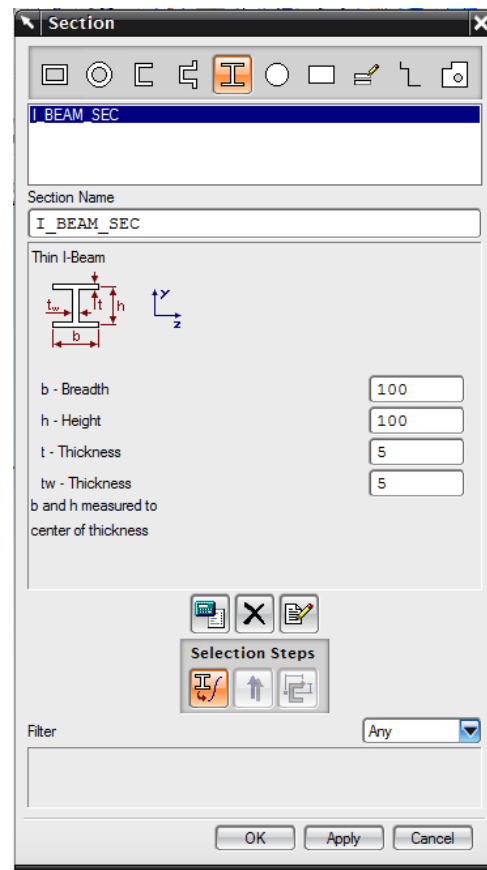 Section
I_BEAM_SEC
Section Name
I_BEAM_SEC
Thin I-Beam
tw
t
h
b
Y
z
b - Breadth
100
h - Height
100
t - Thickness
5
tw - Thickness
5
b and h measured to
center of thickness
Selection Steps
Filter
Any
OK
Apply
Cancel